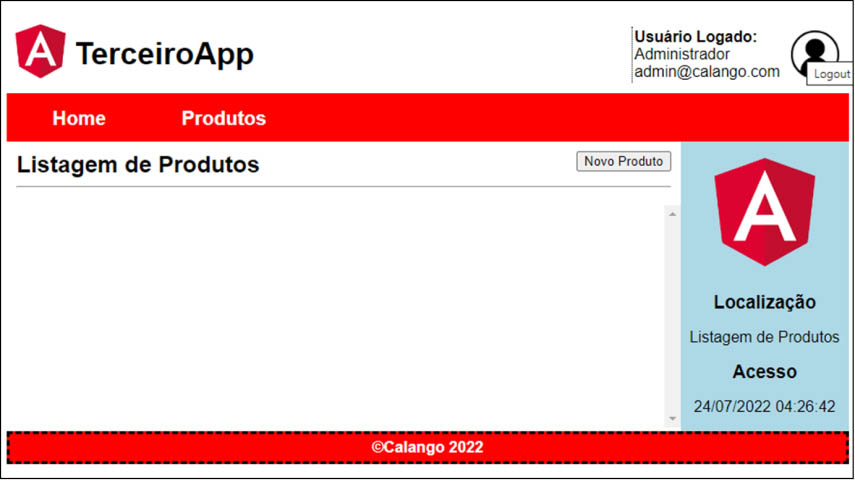 TerceiroApp
Usuário Logado:
Administrador
admin@calango.com
Logout
Home
Produtos
Listagem de Produtos
Novo Produto
Localização
Listagem de Produtos
Acesso
24/07/2022 04:26:42
©Calango 2022